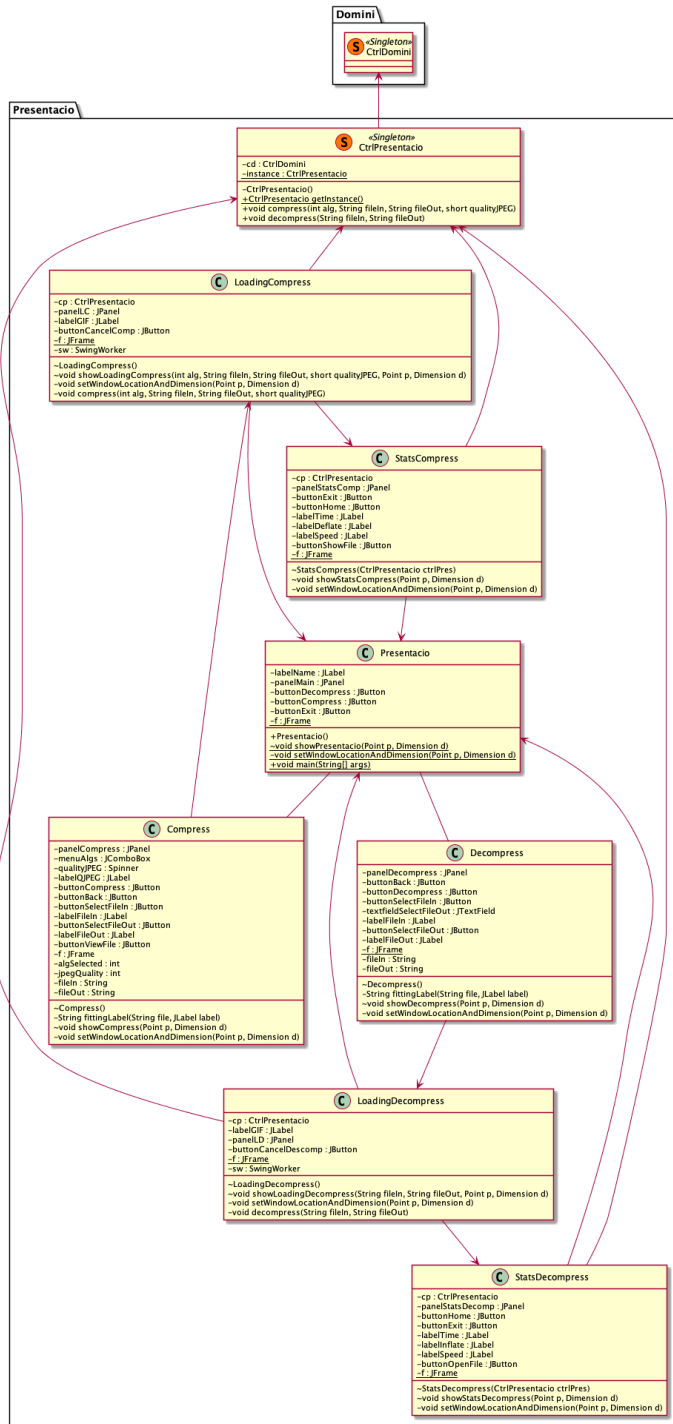 Domini
S «Singleton»
CtrlDomini
Presentacio
S «Singleton»
CtrlPresentacio
-cd : CtrlDomini
-instance : CtrlPresentacio
-CtrlPresentacio()
+CtrlPresentacio getInstance()
+void compress(int alg, String fileIn, String fileOut, short qualityJPEG)
+void decompress(String fileIn, String fileOut)
C LoadingCompress
-cp : CtrlPresentacio
-panelLC : JPanel
-labelGIF : JLabel
-buttonCancelComp : JButton
-f : JFrame
-sw : SwingWorker
~LoadingCompress()
~void showLoadingCompress(int alg, String fileIn, String fileOut, short qualityJPEG, Point p, Dimension d)
-void setWindowLocationAndDimension(Point p, Dimension d)
-void compress(int alg, String fileIn, String fileOut, short qualityJPEG)
C StatsCompress
-cp : CtrlPresentacio
-panelStatsComp : JPanel
-buttonExit : JButton
-buttonHome : JButton
-labelTime : JLabel
-labelDeflate : JLabel
-labelSpeed : JLabel
-buttonShowFile : JButton
-f : JFrame
~StatsCompress(CtrlPresentacio ctrlPres)
~void showStatsCompress(Point p, Dimension d)
-void setWindowLocationAndDimension(Point p, Dimension d)
C Presentacio
-labelName : JLabel
-panelMain : JPanel
-buttonDecompress : JButton
-buttonCompress : JButton
-buttonExit : JButton
-f : JFrame
+Presentacio()
~void showPresentacio(Point p, Dimension d)
-void setWindowLocationAndDimension(Point p, Dimension d)
+void main(String[] args)
C Compress
-panelCompress : JPanel
-menuAlgs : JComboBox
-qualityJPEG : Spinner
-labelQJPEG : JLabel
-buttonCompress : JButton
-buttonBack : JButton
-buttonSelectFileIn : JButton
-labelFileIn : JLabel
-buttonSelectFileOut : JButton
-labelFileOut : JLabel
-buttonViewFile : JButton
-f : JFrame
-algSelected : int
-jpegQuality : int
-fileIn : String
-fileOut : String
~Compress()
-String fittingLabel(String file, JLabel label)
~void showCompress(Point p, Dimension d)
-void setWindowLocationAndDimension(Point p, Dimension d)
C Decompress
-panelDecompress : JPanel
-buttonBack : JButton
-buttonDecompress : JButton
-buttonSelectFileIn : JButton
-textfieldSelectFileOut : JTextField
-labelFileIn : JLabel
-buttonSelectFileOut : JButton
-labelFileOut : JLabel
-f : JFrame
-fileIn : String
-fileOut : String
~Decompress()
-String fittingLabel(String file, JLabel label)
~void showDecompress(Point p, Dimension d)
-void setWindowLocationAndDimension(Point p, Dimension d)
C LoadingDecompress
-cp : CtrlPresentacio
-labelGIF : JLabel
-panelLD : JPanel
-buttonCancelDescomp : JButton
-f : JFrame
-sw : SwingWorker
~LoadingDecompress()
~void showLoadingDecompress(String fileIn, String fileOut, Point p, Dimension d)
-void setWindowLocationAndDimension(Point p, Dimension d)
-void decompress(String fileIn, String fileOut)
C StatsDecompress
-cp : CtrlPresentacio
-panelStatsDecomp : JPanel
-buttonHome : JButton
-buttonExit : JButton
-labelTime : JLabel
-labelInflate : JLabel
-labelSpeed : JLabel
-buttonOpenFile : JButton
-f : JFrame
~StatsDecompress(CtrlPresentacio ctrlPres)
~void showStatsDecompress(Point p, Dimension d)
-void setWindowLocationAndDimension(Point p, Dimension d)